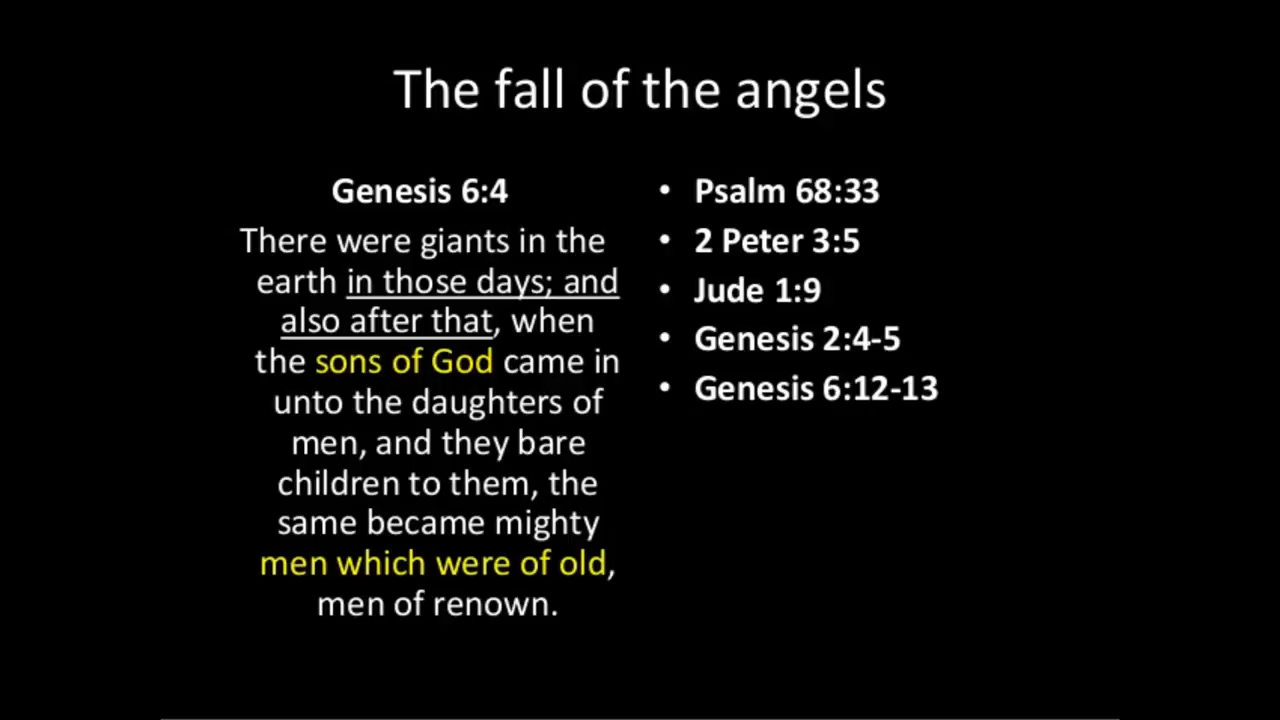 The fall of the angels
Genesis 6:4
There were giants in the
earth in those days; and
also after that, when
the sons of God came in
unto the daughters of
men, and they bare
children to them, the
same became mighty
men which were of old,
men of renown.
• Psalm 68:33
• 2 Peter 3:5
• Jude 1:9
• Genesis 2:4-5
• Genesis 6:12-13